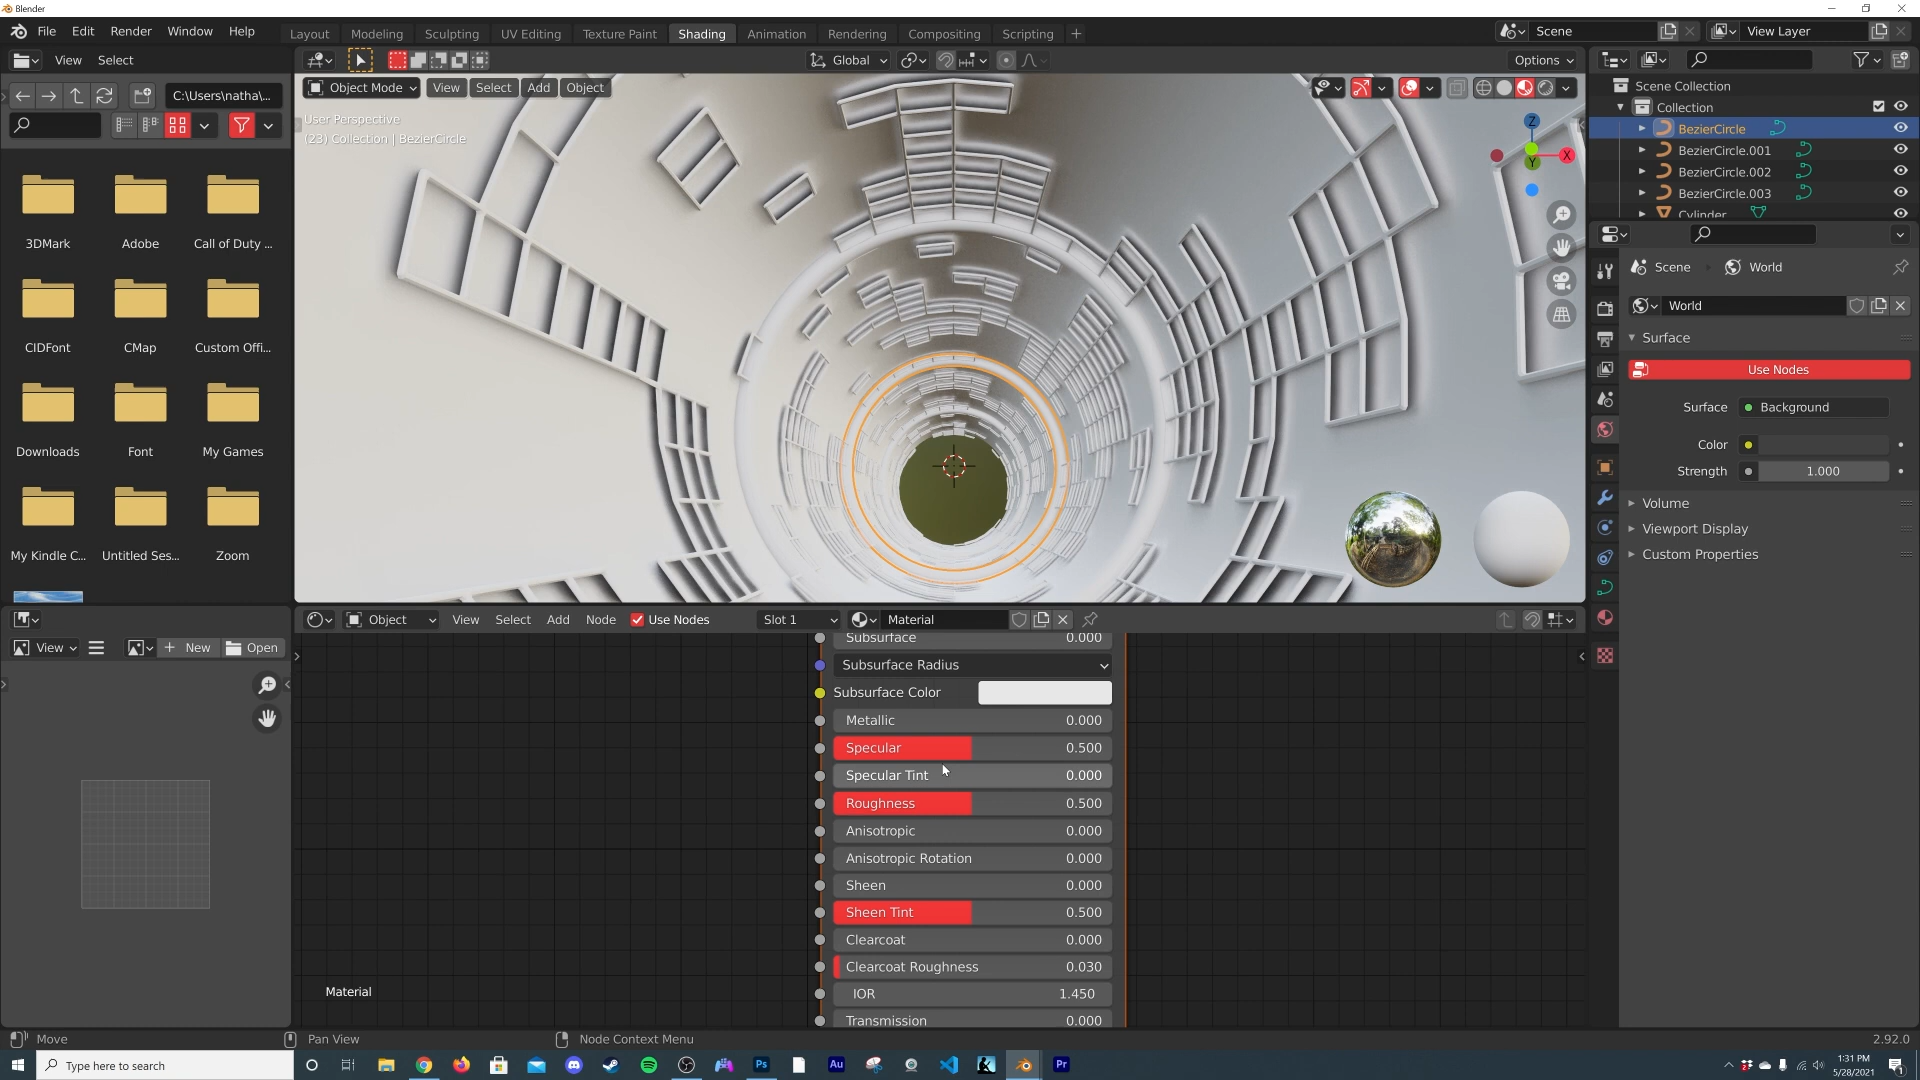 Blender
File Edit Render Window Help
Layout Modeling Sculpting UV Editing Texture Paint Shading Animation Rendering Compositing Scripting +
Scene
View Layer
View Select
Global
Options
C:\Users\natha\...
Object Mode View Select Add Object
User Perspective
(23) Collection | BezierCircle
Z
X
Y
3DMark Adobe Call of Duty ...
CIDFont CMap Custom Offi...
Downloads Font My Games
My Kindle C... Untitled Ses... Zoom
Scene Collection
Collection
BezierCircle
BezierCircle.001
BezierCircle.002
BezierCircle.003
Cylinder
Scene World
World
Surface
Use Nodes
Surface Background
Color
Strength 1.000
Volume
Viewport Display
Custom Properties
View + New Open
Object View Select Add Node Use Nodes Slot 1 Material
Subsurface 0.000
Subsurface Radius
Subsurface Color
Metallic 0.000
Specular 0.500
Specular Tint 0.000
Roughness 0.500
Anisotropic 0.000
Anisotropic Rotation 0.000
Sheen 0.000
Sheen Tint 0.500
Clearcoat 0.000
Clearcoat Roughness 0.030
IOR 1.450
Transmission 0.000
Material
Move Pan View Node Context Menu 2.92.0
Type here to search
Ps Au Pr
1:31 PM
5/28/2021